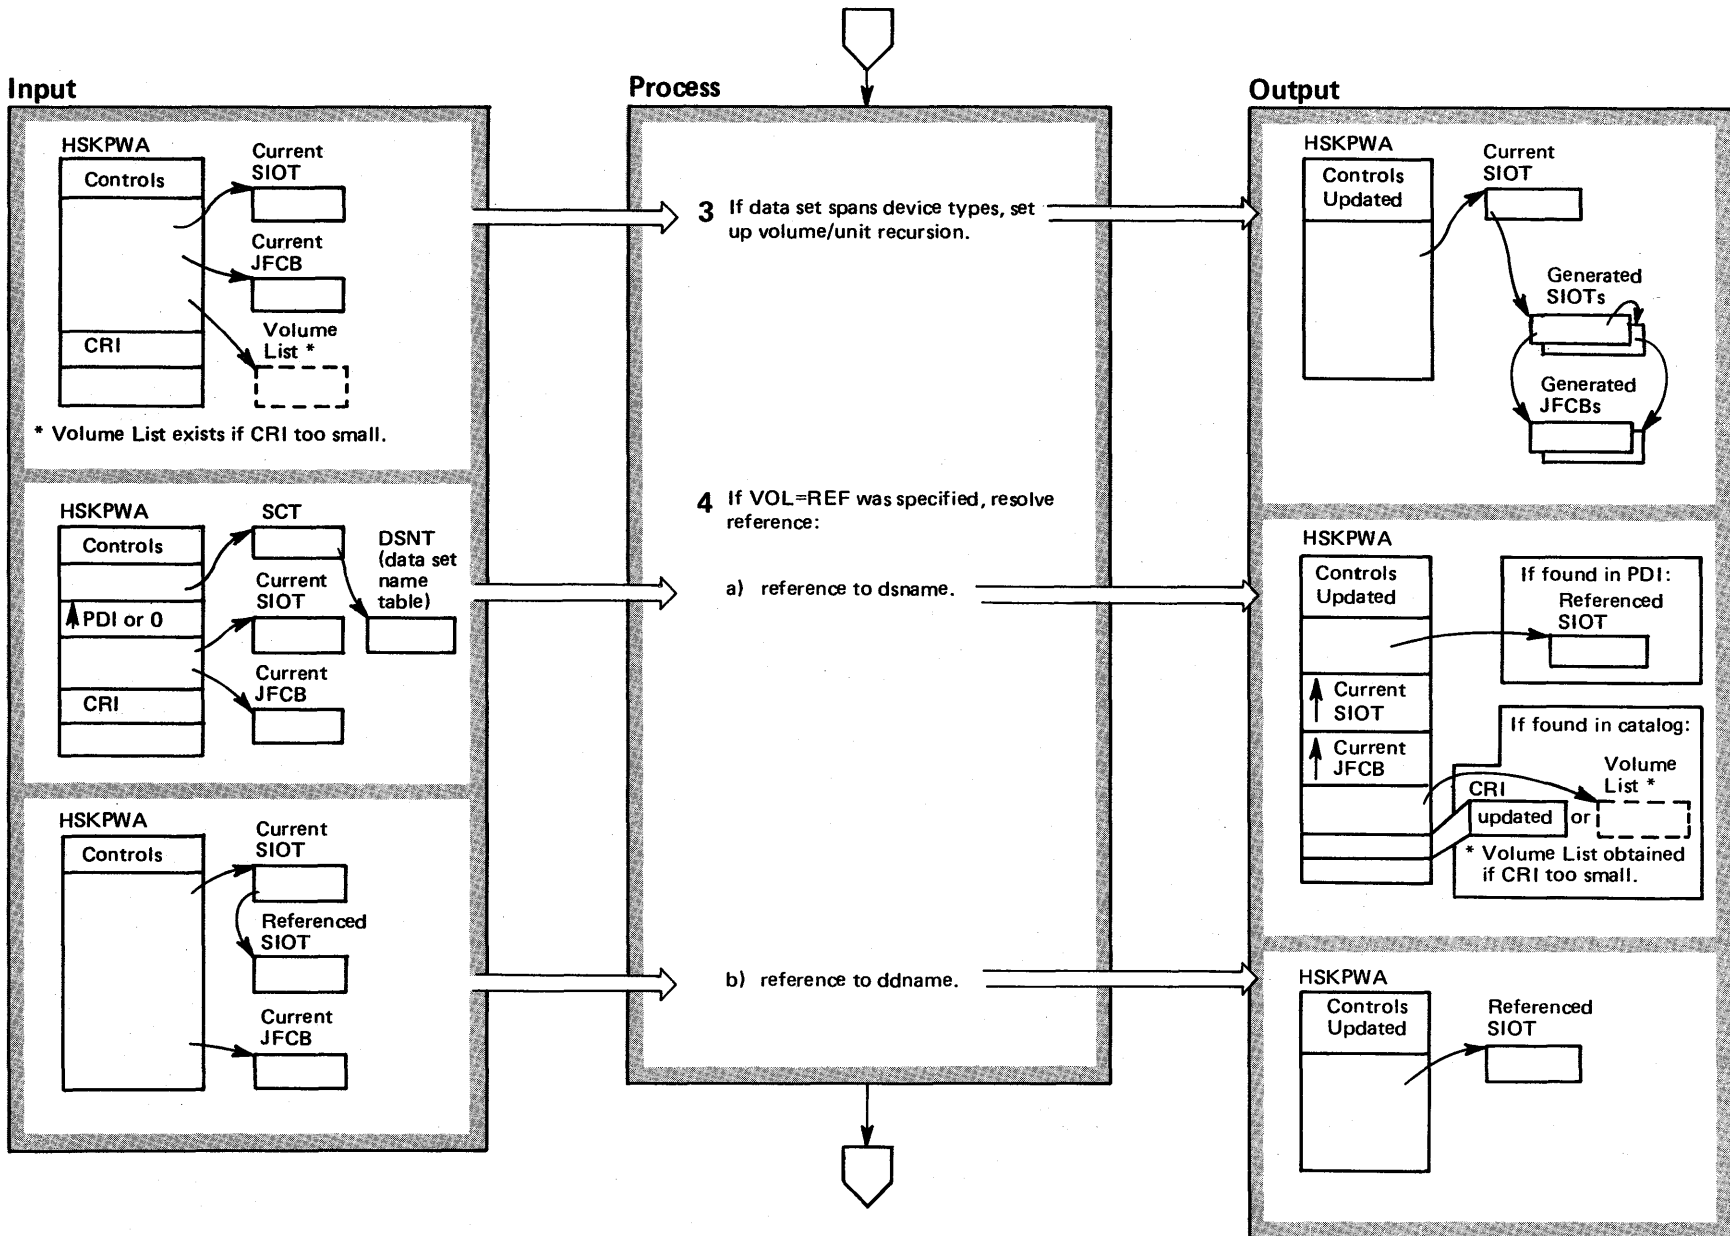 Input
HSKPWA
Controls
Current
SIOT
Current
JFCB
Volume
List *
CRI
* Volume List exists if CRI too small.
HSKPWA
Controls
SCT
DSNT
(data set
name
table)
Current
SIOT
PDI or 0
Current
JFCB
CRI
HSKPWA
Controls
Current
SIOT
Referenced
SIOT
Current
JFCB
Process
3 If data set spans device types, set
up volume/unit recursion.
4 If VOL=REF was specified, resolve
reference:
a) reference to dsname.
b) reference to ddname.
Output
HSKPWA
Controls
Updated
Current
SIOT
Generated
SIOTs
Generated
JFCBs
HSKPWA
Controls
Updated
If found in PDI:
Referenced
SIOT
Current
SIOT
Current
JFCB
If found in catalog:
Volume
List *
CRI
updated or
* Volume List obtained
if CRI too small.
HSKPWA
Controls
Updated
Referenced
SIOT